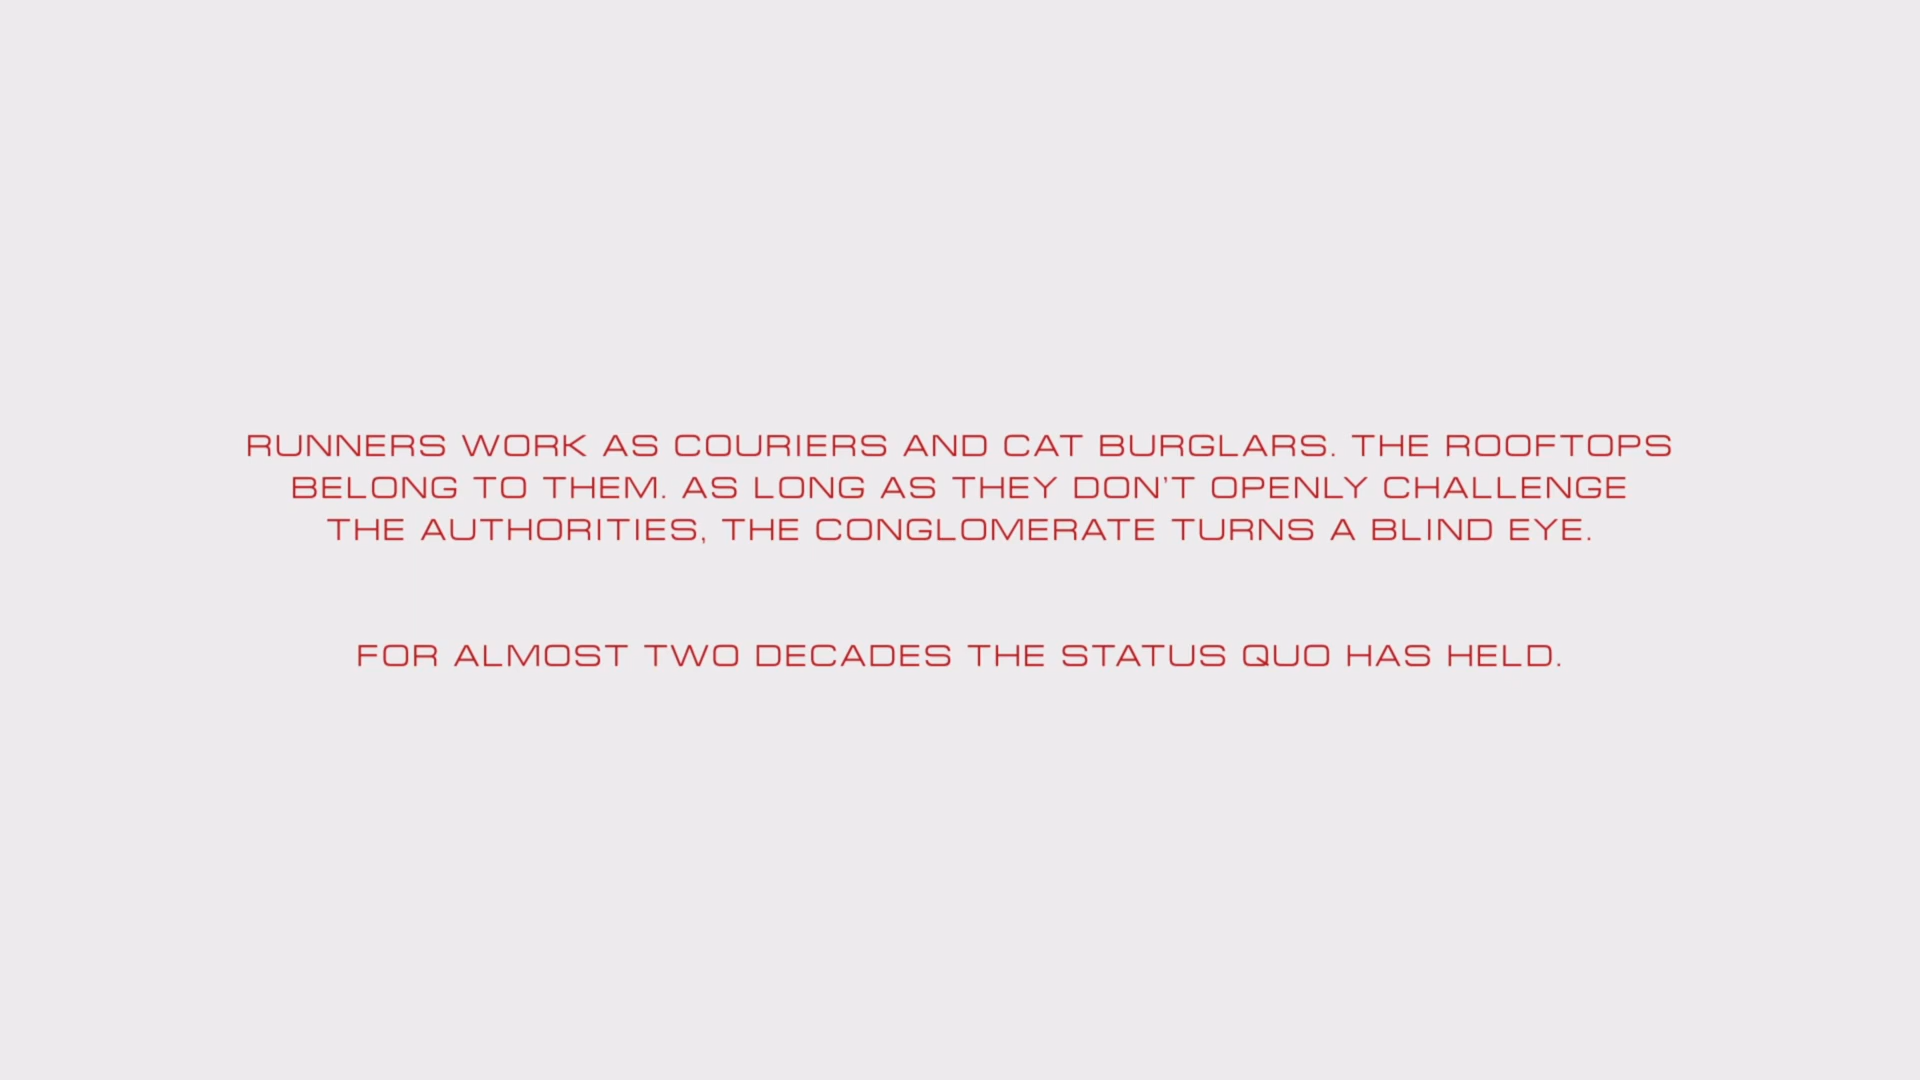 RUNNERS WORK AS COURIERS AND CAT BURGLARS. THE ROOFTOPS
BELONG TO THEM. AS LONG AS THEY DON'T OPENLY CHALLENGE
THE AUTHORITIES, THE CONGLOMERATE TURNS A BLIND EYE.
FOR ALMOST TWO DECADES THE STATUS QUO HAS HELD.